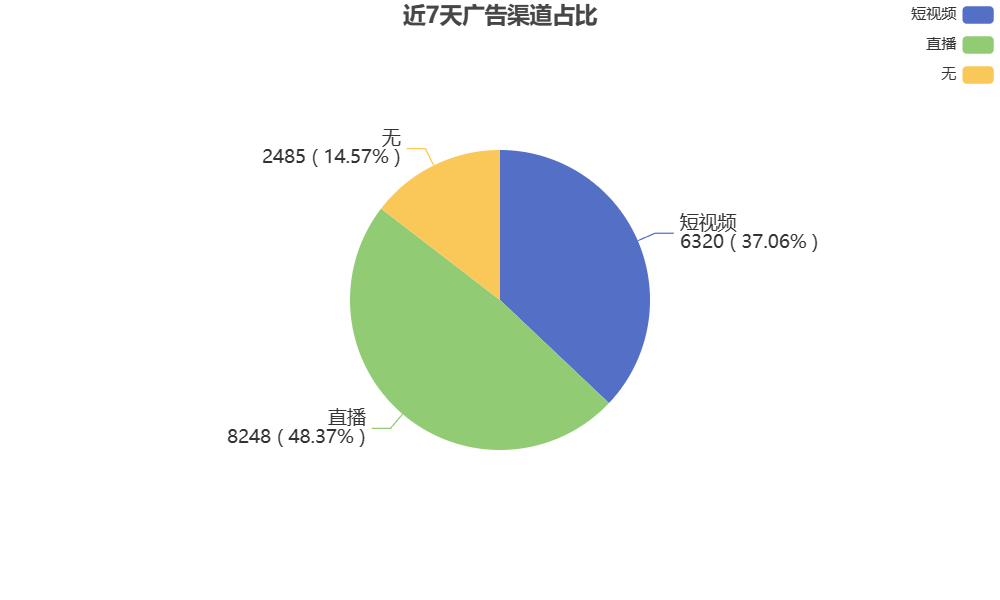 近7天广告渠道占比
短视频
直播
无
无
2485 ( 14.57% )
短视频
6320 ( 37.06% )
直播
8248 ( 48.37% )